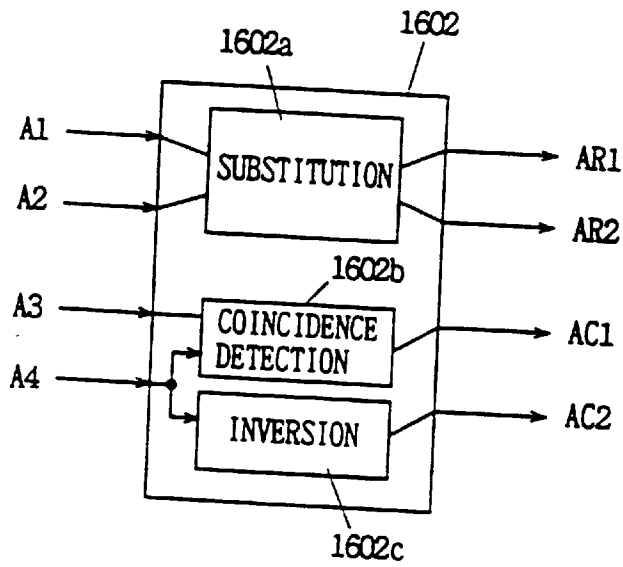 1602
1602a
A1
SUBSTITUTION
AR1
A2
AR2
1602b
A3
COINCIDENCE
DETECTION
AC1
A4
INVERSION
AC2
1602c